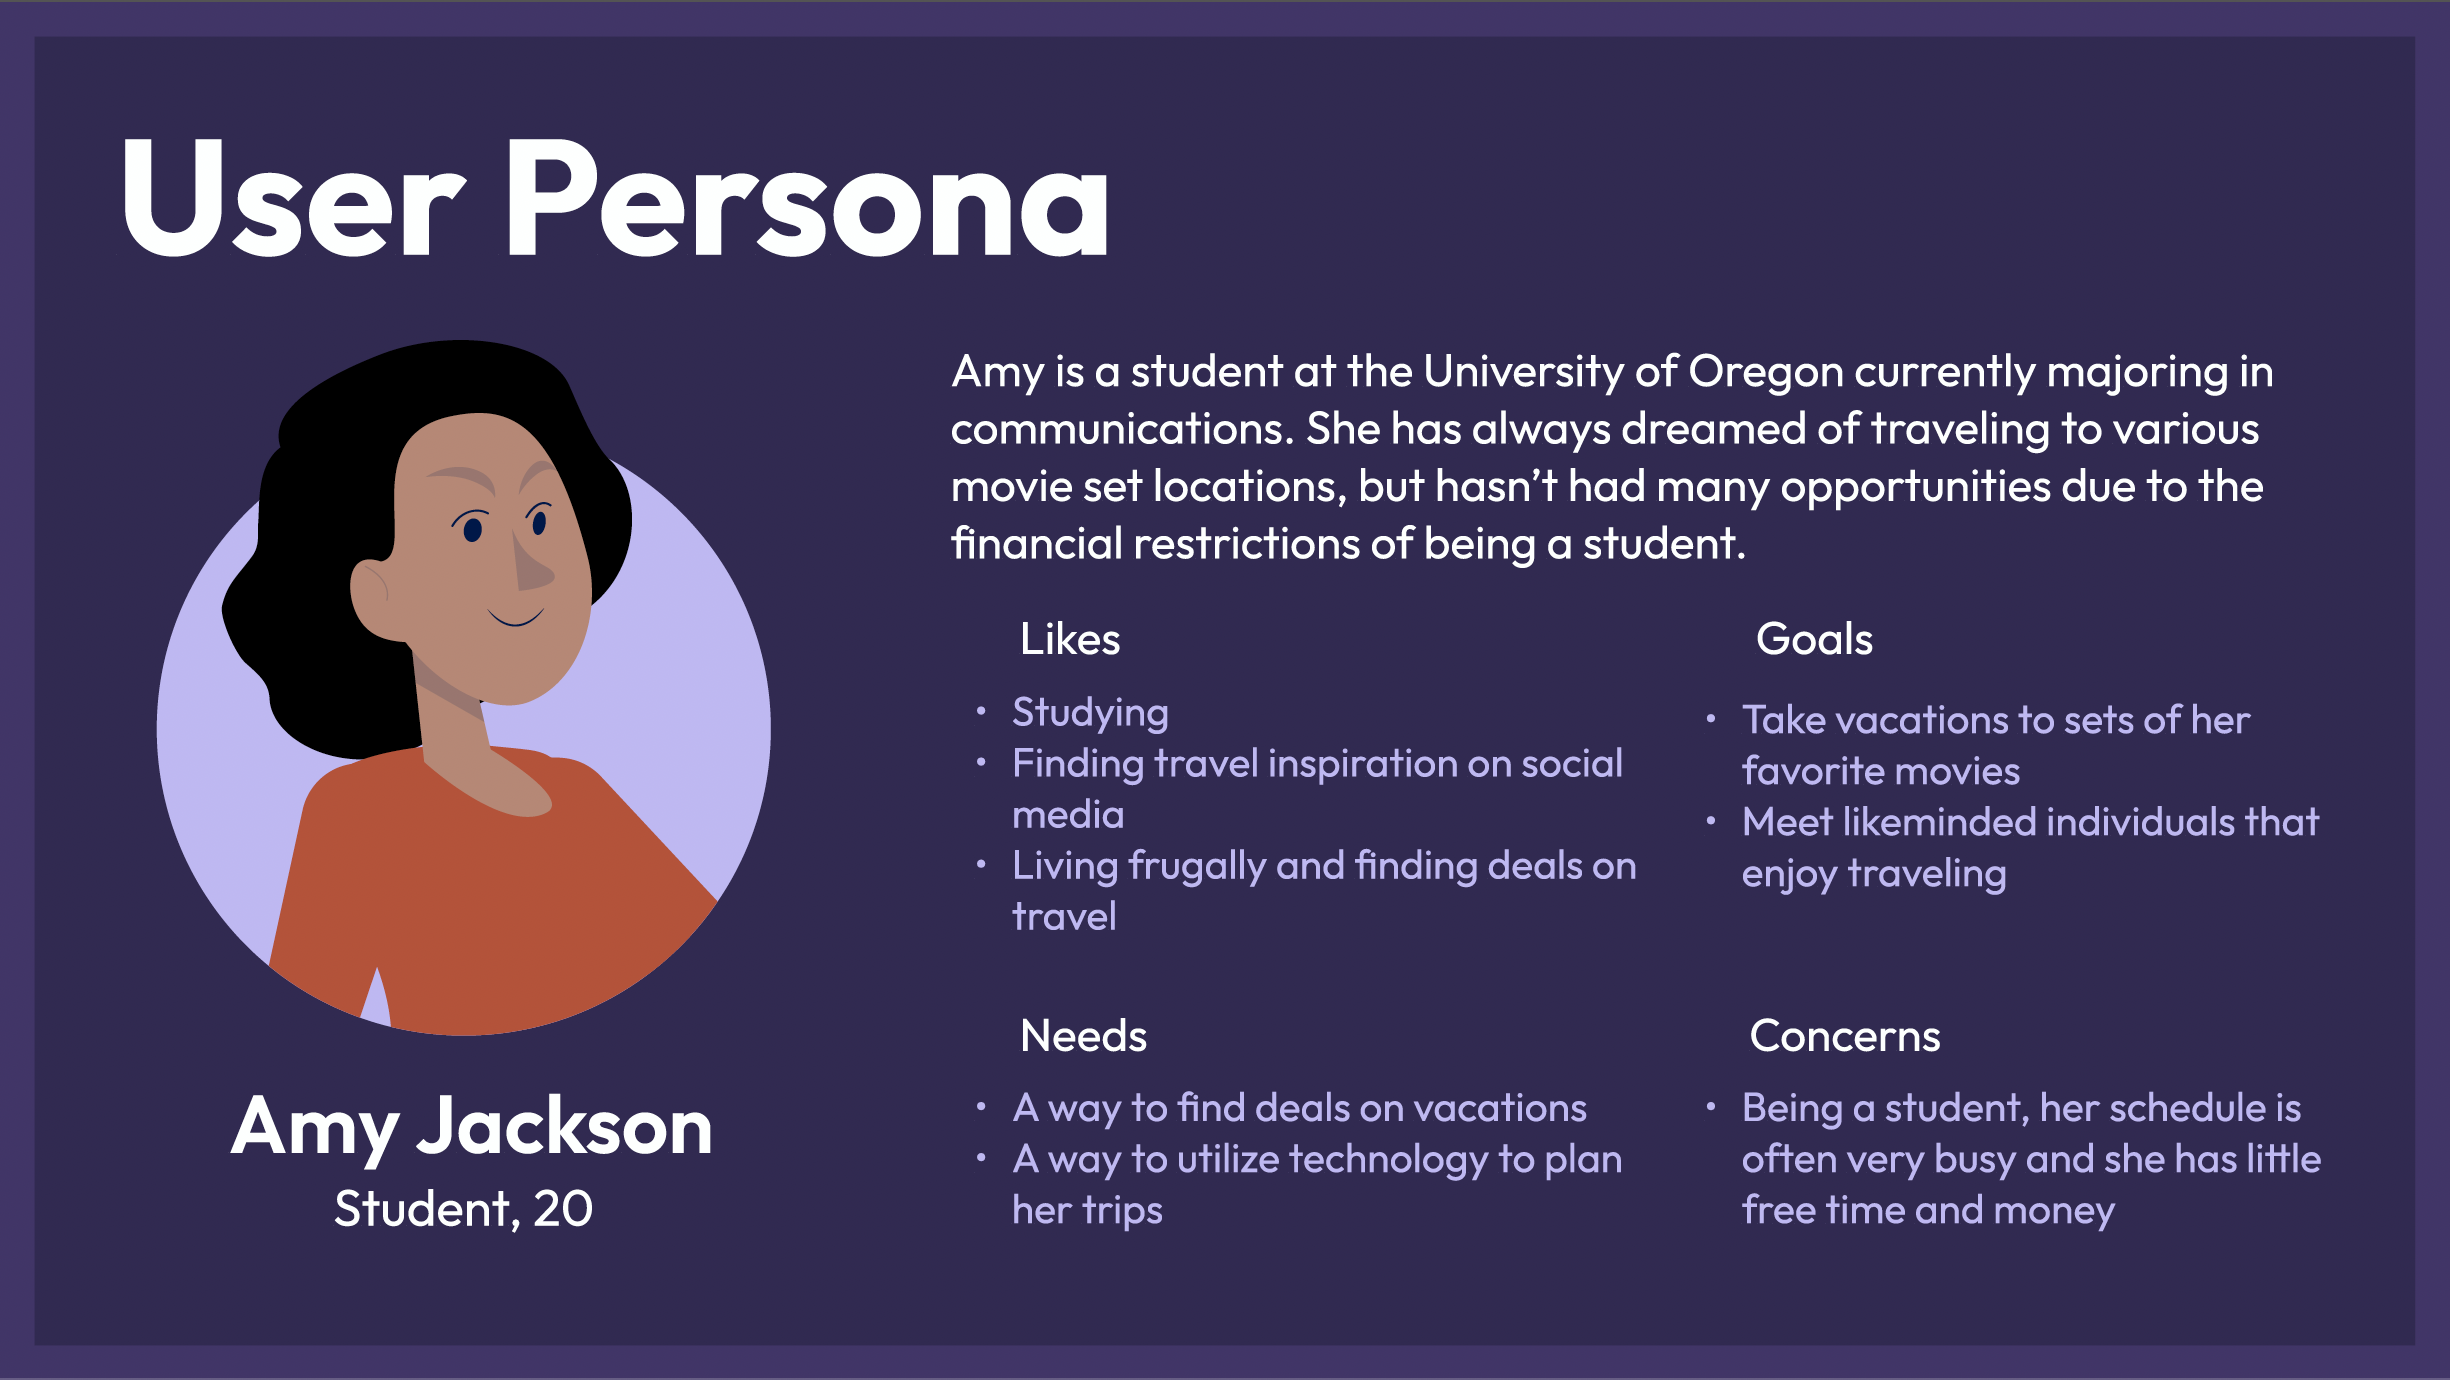 User Persona
Amy is a student at the University of Oregon currently majoring in
communications. She has always dreamed of traveling to various
movie set locations, but hasn’t had many opportunities due to the
financial restrictions of being a student.
Likes
• Studying
• Finding travel inspiration on social
media
• Living frugally and finding deals on
travel
Goals
• Take vacations to sets of her
favorite movies
• Meet likeminded individuals that
enjoy traveling
Needs
• A way to find deals on vacations
• A way to utilize technology to plan
her trips
Concerns
• Being a student, her schedule is
often very busy and she has little
free time and money
Amy Jackson
Student, 20